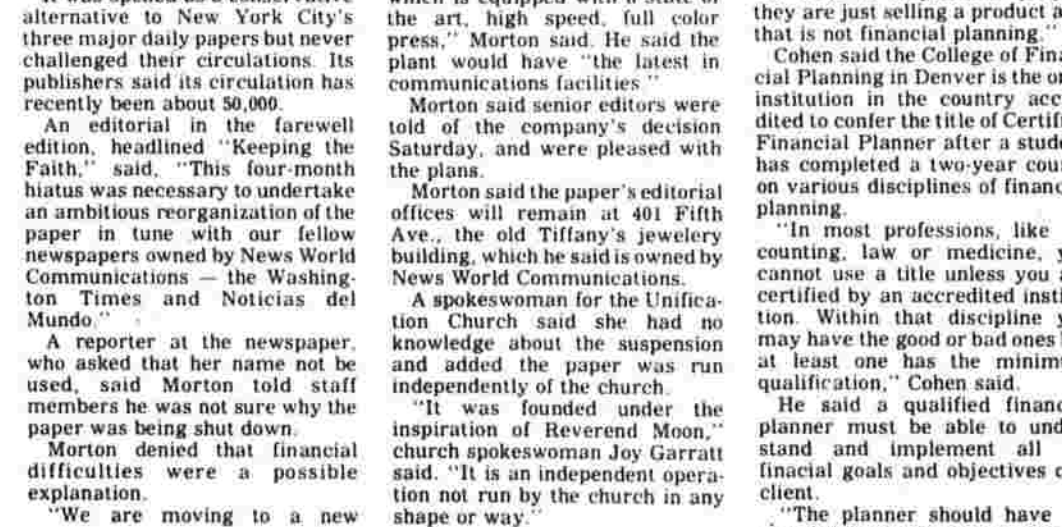 alternative to New York City's
three major daily papers but never
challenged their circulations. Its
publishers said its circulation has
recently been about 50,000.
An editorial in the farewell
edition, headlined "Keeping the
Faith," said, "This four-month
hiatus was necessary to undertake
an ambitious reorganization of the
paper in tune with our fellow
newspapers owned by News World
Communications — the Washing-
ton Times and Noticias del
Mundo."
A reporter at the newspaper,
who asked that her name not be
used, said Morton told staff
members he was not sure why the
paper was being shut down.
Morton denied that financial
difficulties were a possible
explanation.
"We are moving to a new
the art, high speed, full color
press," Morton said. He said the
plant would have "the latest in
communications facilities."
Morton said senior editors were
told of the company's decision
Saturday, and were pleased with
the plans.
Morton said the paper's editorial
offices will remain at 401 Fifth
Ave., the old Tiffany's jewelery
building, which he said is owned by
News World Communications.
A spokeswoman for the Unifica-
tion Church said she had no
knowledge about the suspension
and added the paper was run
independently of the church.
"It was founded under the
inspiration of Reverend Moon,"
church spokeswoman Joy Garratt
said. "It is an independent opera-
tion not run by the church in any
shape or way."
they are just selling a product
that is not financial planning."
Cohen said the College of Fina
cial Planning in Denver is the o
institution in the country acc
dited to confer the title of Certif
Financial Planner after a stude
has completed a two-year cou
on various disciplines of financ
planning.
"In most professions, like
counting, law or medicine, y
cannot use a title unless you
certified by an accredited insti
tion. Within that discipline y
may have the good or bad ones
at least one has the minim
qualification," Cohen said.
He said a qualified financ
planner must be able to und
stand and implement all
finacial goals and objectives o
client.
"The planner should have